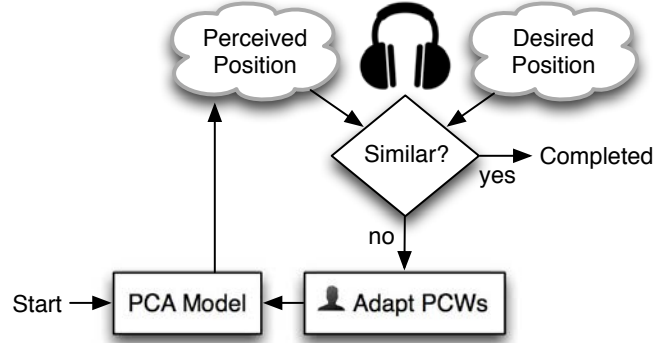 Perceived
Position
Desired
Position
Similar?
yes
Completed
no
Start
PCA Model
Adapt PCWs